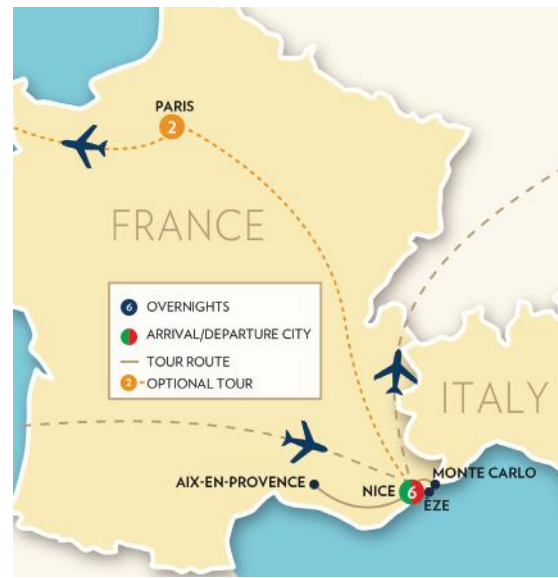 PARIS
2
FRANCE
6 OVERNIGHTS
ARRIVAL/DEPARTURE CITY
TOUR ROUTE
2 OPTIONAL TOUR
ITALY
AIX-EN-PROVENCE
MONTE CARLO
NICE 6
EZE